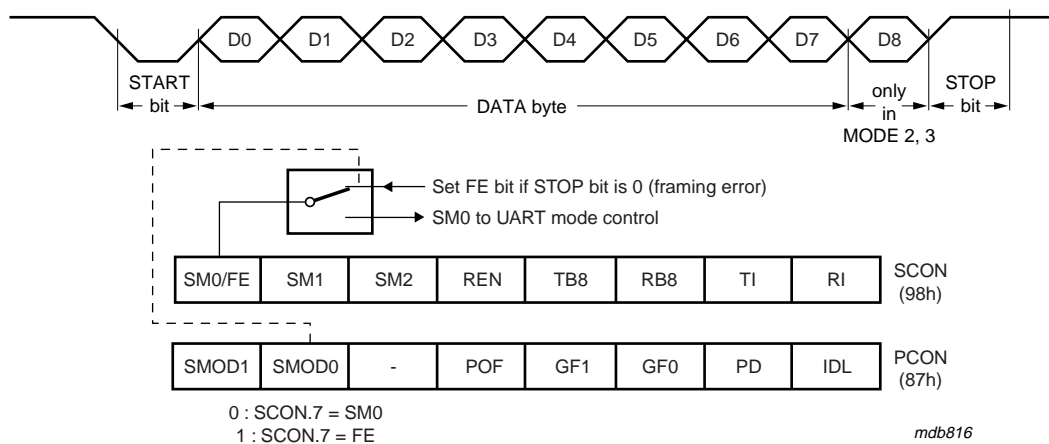 D0 D1 D2 D3 D4 D5 D6 D7 D8
START
bit
DATA byte
only
in
MODE 2, 3
STOP
bit
Set FE bit if STOP bit is 0 (framing error)
SM0 to UART mode control
SM0/FE SM1 SM2 REN TB8 RB8 TI RI
SCON
(98h)
SMOD1 SMOD0 - POF GF1 GF0 PD IDL
PCON
(87h)
0 : SCON.7 = SM0
1 : SCON.7 = FE
mdb816